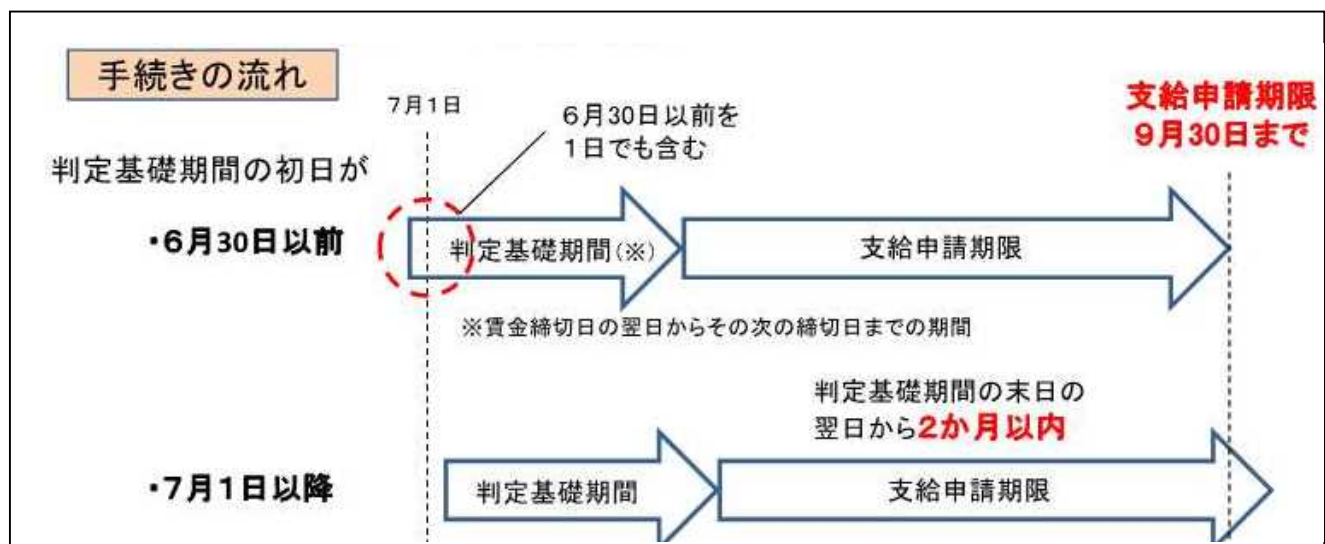 手続きの流れ
7月1日
6月30日以前を
1日でも含む
支給申請期限
9月30日まで
判定基礎期間の初日が
・6月30日以前
判定基礎期間(※)
支給申請期限
※賃金締切日の翌日からその次の締切日までの期間
判定基礎期間の末日の
翌日から2か月以内
・7月1日以降
判定基礎期間
支給申請期限